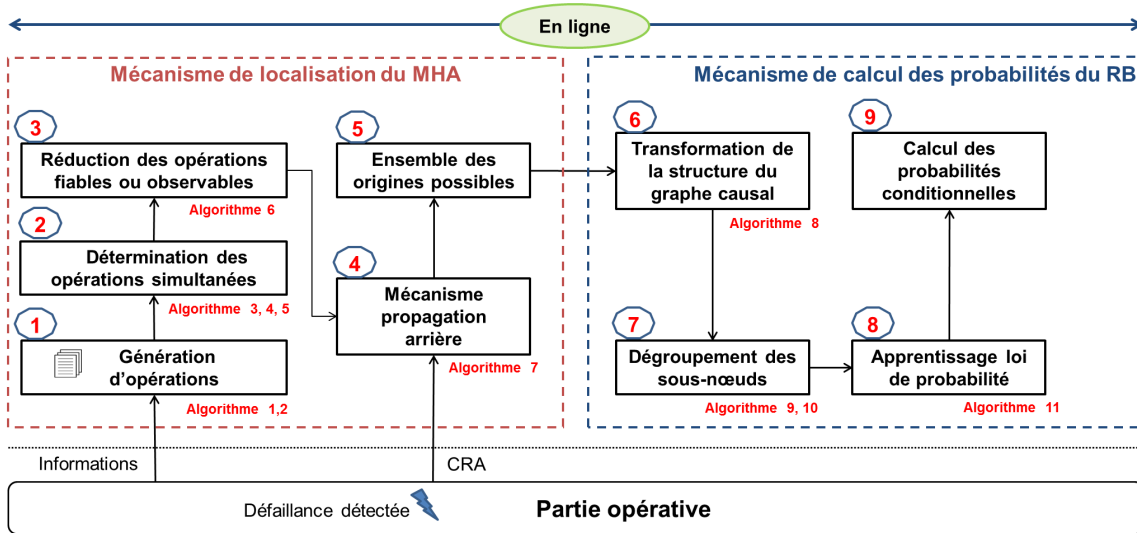 En ligne
Mécanisme de localisation du MHA
Mécanisme de calcul des probabilités du RB
3
Réduction des opérations
fiables ou observables
Algorithme 6
2
Détermination des
opérations simultanées
Algorithme 3, 4, 5
1
Génération
d'opérations
Algorithme 1,2
5
Ensemble des
origines possibles
4
Mécanisme
propagation
arrière
Algorithme 7
6
Transformation de
la structure du
graphe causal
Algorithme 8
9
Calcul des
probabilités
conditionnelles
7
Dégroupement des
sous-nœuds
Algorithme 9, 10
8
Apprentissage loi
de probabilité
Algorithme 11
Informations
CRA
Défaillance détectée
Partie opérative